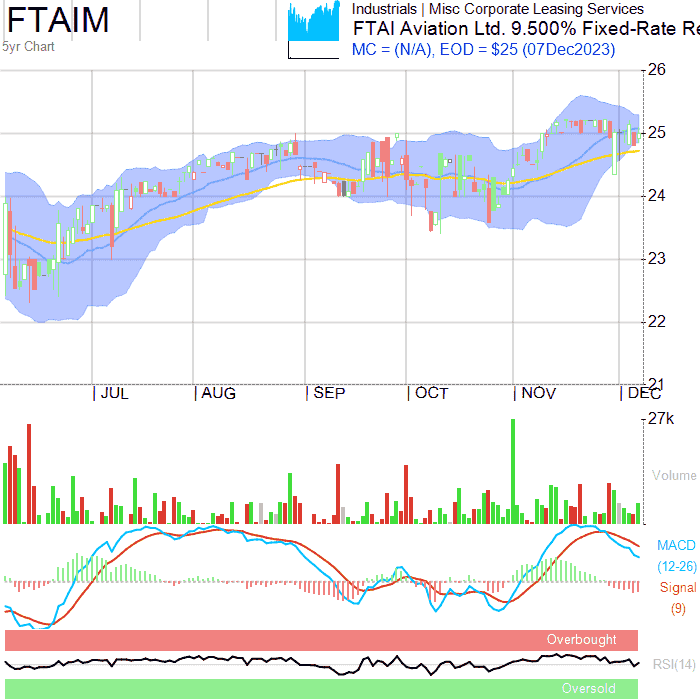 FTAIM
5yr Chart
Industrials | Misc Corporate Leasing Services
FTAI Aviation Ltd. 9.500% Fixed-Rate Re
MC = (N/A), EOD = $25 (07Dec2023)
26
25
24
23
22
21
JUL AUG SEP OCT NOV DEC
27k
Volume
MACD
(12-26)
Signal
(9)
Overbought
RSI(14)
Oversold